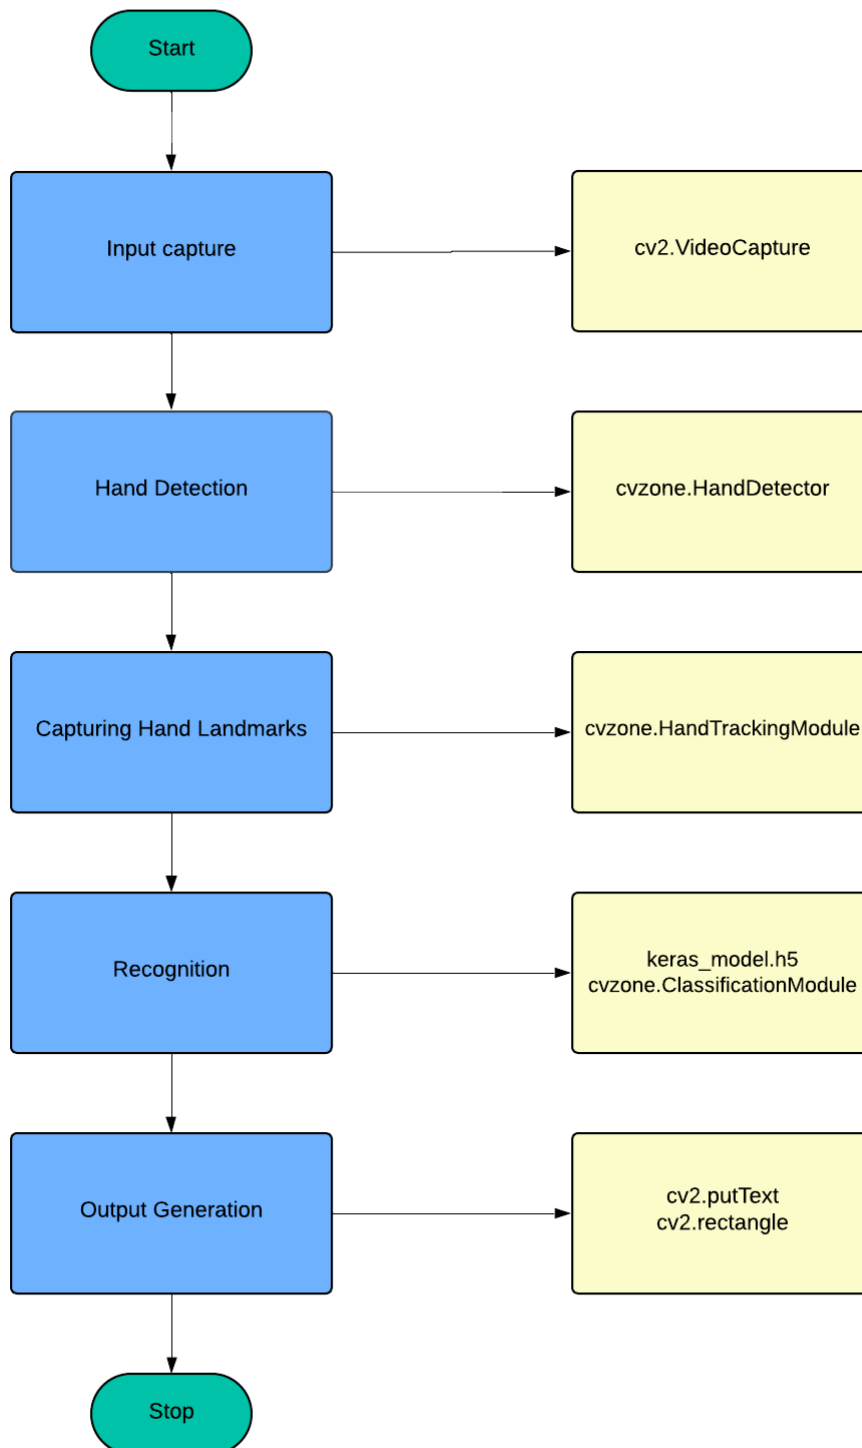 Start
Input capture
cv2.VideoCapture
Hand Detection
cvzone.HandDetector
Capturing Hand Landmarks
cvzone.HandTrackingModule
Recognition
keras_model.h5
cvzone.ClassificationModule
Output Generation
cv2.putText
cv2.rectangle
Stop